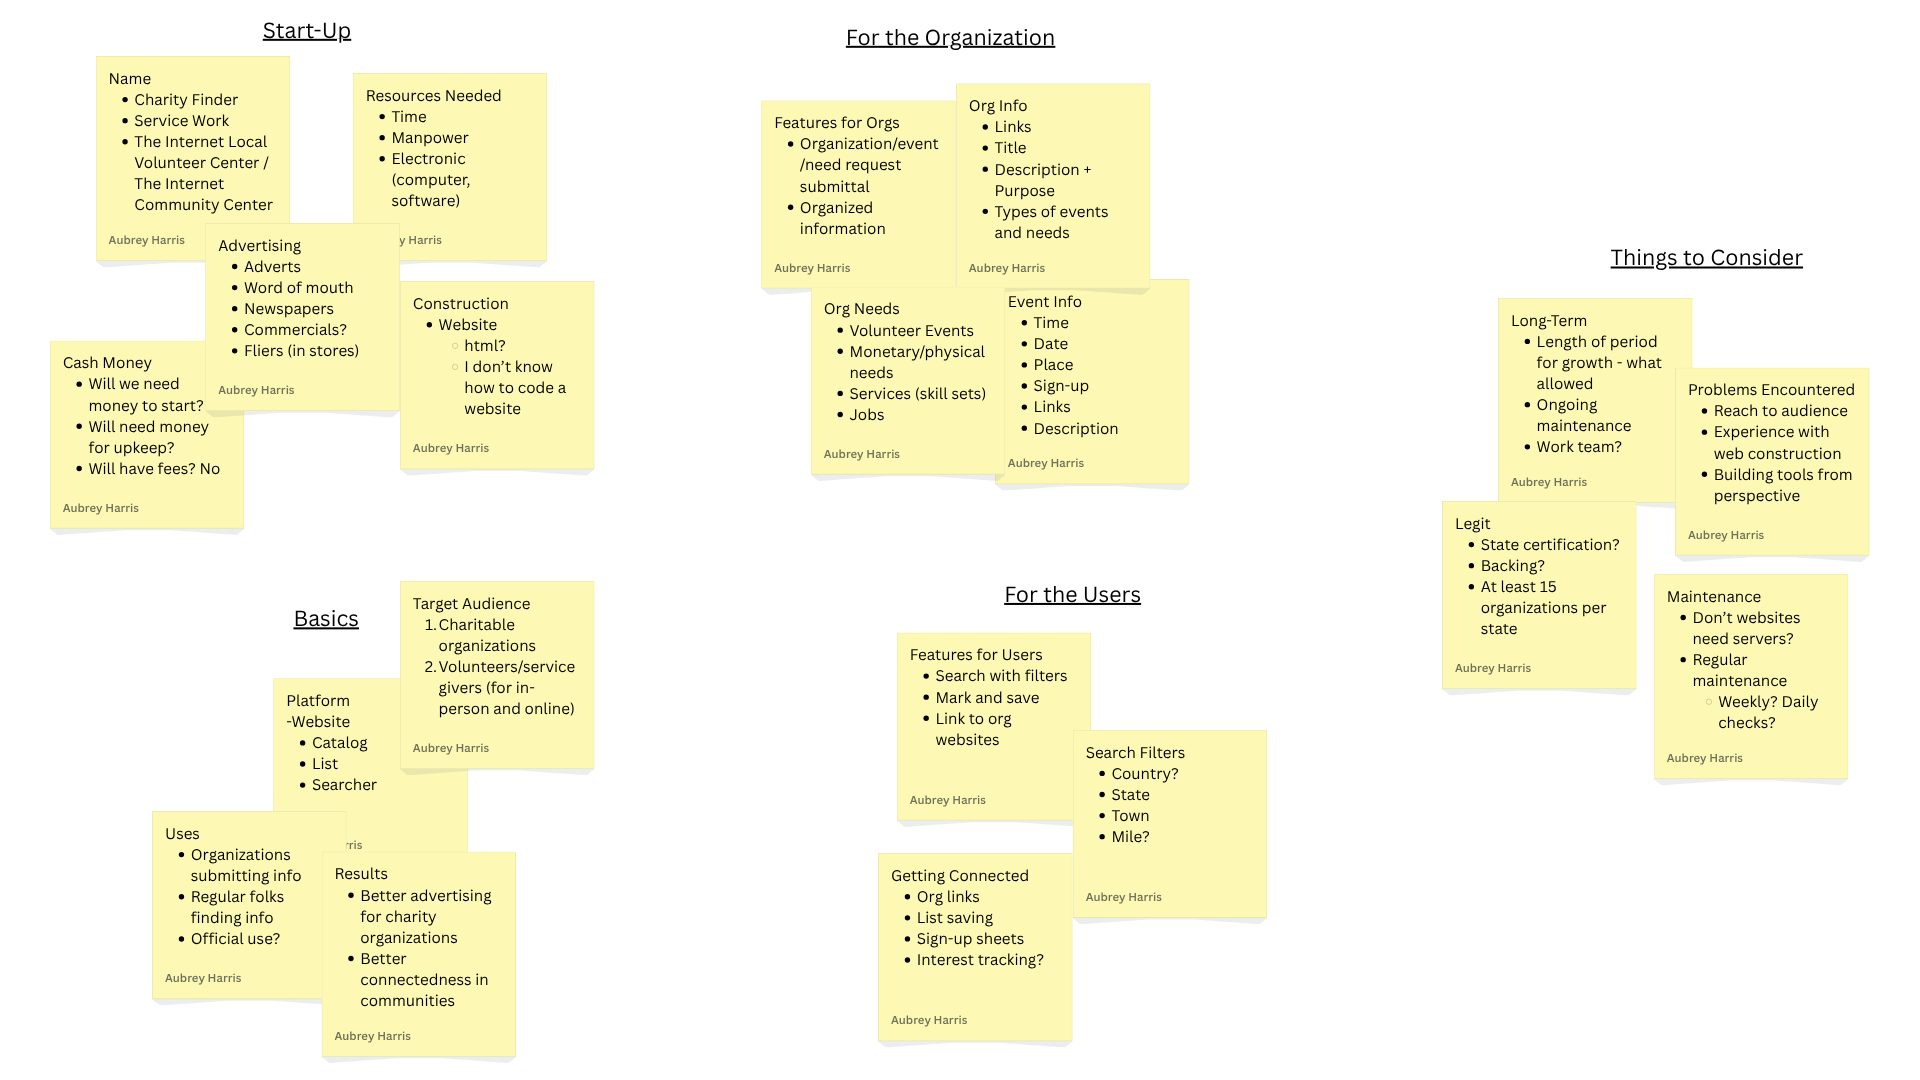 Start-Up
Name
• Charity Finder
• Service Work
• The Internet Local
Volunteer Center /
The Internet
Community Center
Aubrey Harris
Resources Needed
• Time
• Manpower
• Electronic
(computer,
software)
y Harris
Advertising
• Adverts
• Word of mouth
• Newspapers
• Commercials?
• Fliers (in stores)
Aubrey Harris
Construction
• Website
○ html?
○ I don’t know
how to code a
website
Aubrey Harris
Cash Money
• Will we need
money to start?
• Will need money
for upkeep?
• Will have fees? No
Aubrey Harris
For the Organization
Features for Orgs
• Organization/event
/need request
submittal
• Organized
information
Aubrey Harris
Org Info
• Links
• Title
• Description +
Purpose
• Types of events
and needs
Aubrey Harris
Org Needs
• Volunteer Events
• Monetary/physical
needs
• Services (skill sets)
• Jobs
Aubrey Harris
Event Info
• Time
• Date
• Place
• Sign-up
• Links
• Description
Aubrey Harris
Things to Consider
Long-Term
• Length of period
for growth - what
allowed
• Ongoing
maintenance
• Work team?
Aubrey Harris
Problems Encountered
• Reach to audience
• Experience with
web construction
• Building tools from
perspective
Aubrey Harris
Legit
• State certification?
• Backing?
• At least 15
organizations per
state
Aubrey Harris
Maintenance
• Don’t websites
need servers?
• Regular
maintenance
○ Weekly? Daily
checks?
Aubrey Harris
Basics
Target Audience
1. Charitable
organizations
2. Volunteers/service
givers (for in-
person and online)
Aubrey Harris
Platform
-Website
• Catalog
• List
• Searcher
rris
Uses
• Organizations
submitting info
• Regular folks
finding info
• Official use?
Aubrey Harris
Results
• Better advertising
for charity
organizations
• Better
connectedness in
communities
Aubrey Harris
For the Users
Features for Users
• Search with filters
• Mark and save
• Link to org
websites
Aubrey Harris
Search Filters
• Country?
• State
• Town
• Mile?
Aubrey Harris
Getting Connected
• Org links
• List saving
• Sign-up sheets
• Interest tracking?
Aubrey Harris